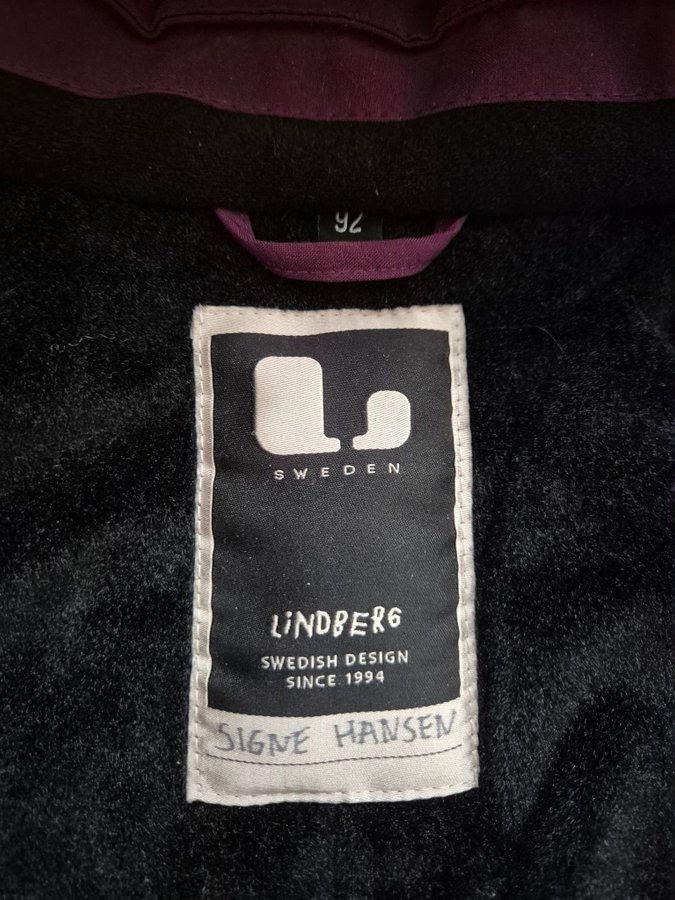 92
SWEDEN
LiNDBERG
SWEDISH DESIGN
SINCE 1994
SIGNE HANSEN